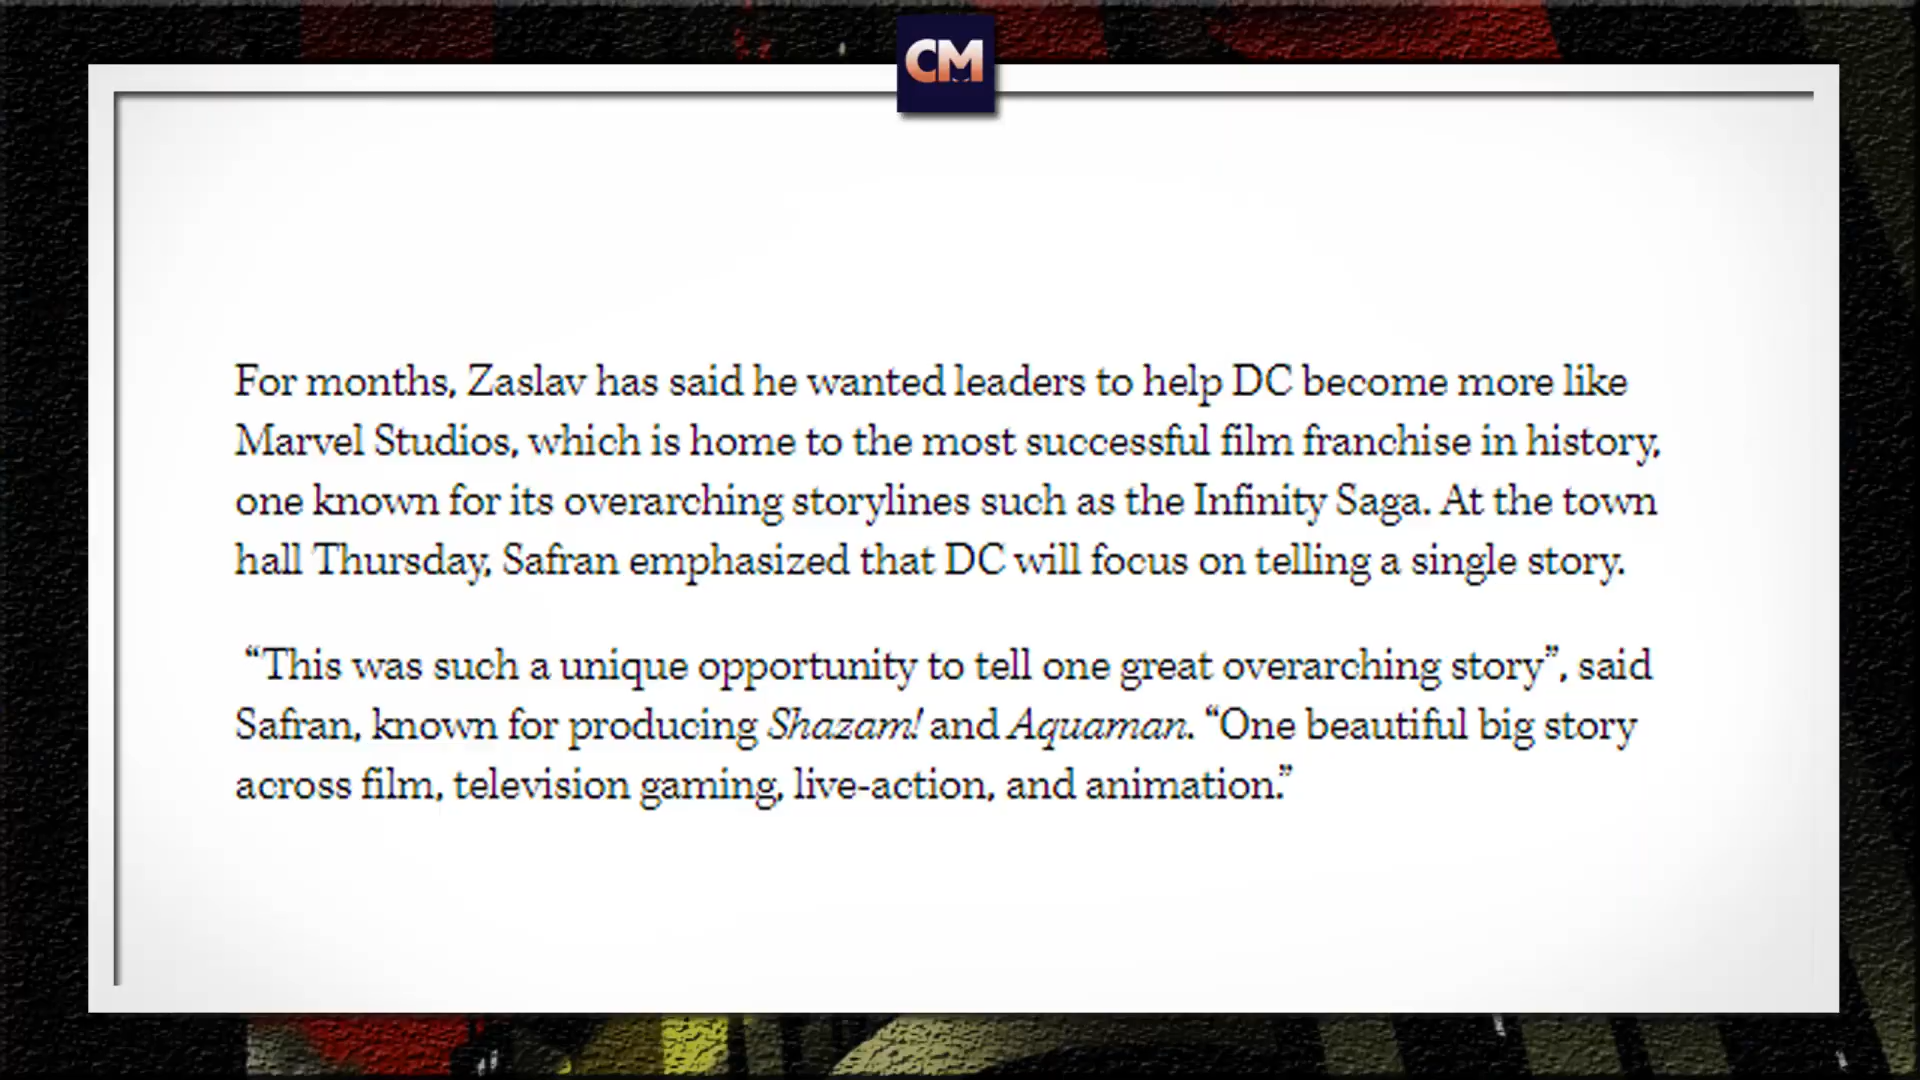 CM
For months, Zaslav has said he wanted leaders to help DC become more like
Marvel Studios, which is home to the most successful film franchise in history,
one known for its overarching storylines such as the Infinity Saga. At the town
hall Thursday, Safran emphasized that DC will focus on telling a single story.
“This was such a unique opportunity to tell one great overarching story”, said
Safran, known for producing Shazam! and Aquaman. “One beautiful big story
across film, television gaming, live-action, and animation.”